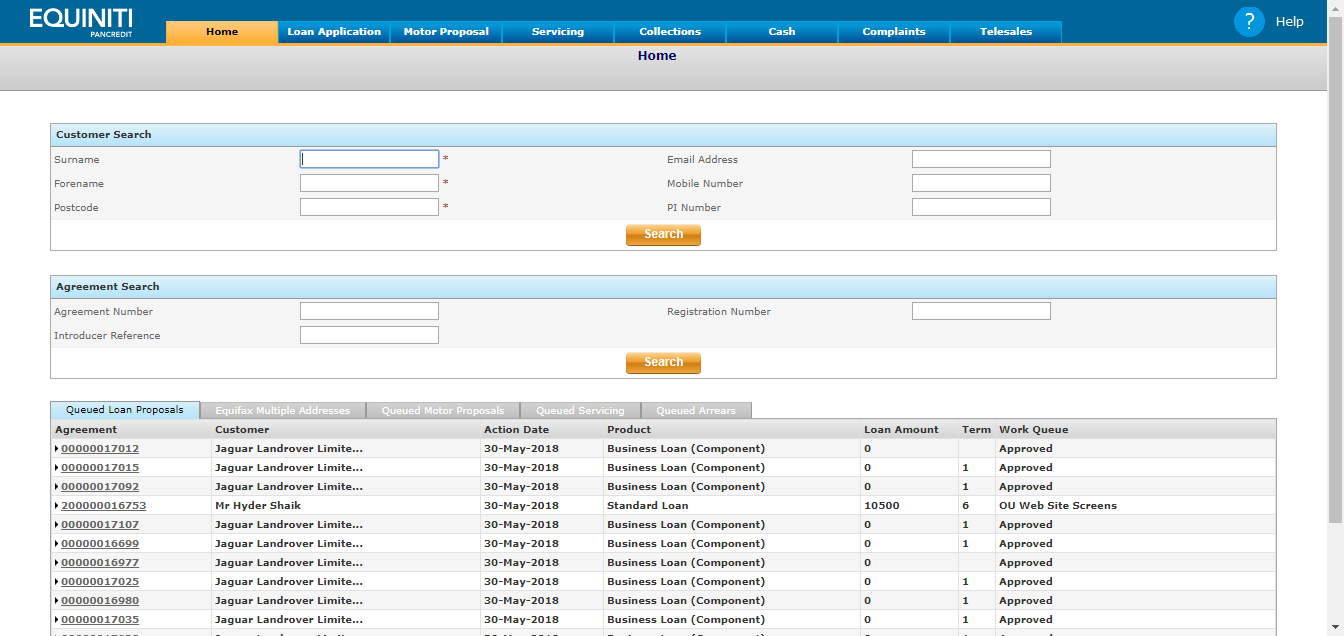 EQUINITI
PANCREDIT
Home Loan Application Motor Proposal Servicing Collections Cash Complaints Telesales ? Help
Home
Customer Search
Surname * Email Address
Forename * Mobile Number
Postcode * PI Number
Search
Agreement Search
Agreement Number Registration Number
Introducer Reference
Search
Queued Loan Proposals Equifax Multiple Addresses Queued Motor Proposals Queued Servicing Queued Arrears
Agreement Customer Action Date Product Loan Amount Term Work Queue
00000017012 Jaguar Landrover Limite... 30-May-2018 Business Loan (Component) 0 Approved
00000017015 Jaguar Landrover Limite... 30-May-2018 Business Loan (Component) 0 1 Approved
00000017092 Jaguar Landrover Limite... 30-May-2018 Business Loan (Component) 0 1 Approved
200000016753 Mr Hyder Shaik 30-May-2018 Standard Loan 10500 6 OU Web Site Screens
00000017107 Jaguar Landrover Limite... 30-May-2018 Business Loan (Component) 0 1 Approved
00000016699 Jaguar Landrover Limite... 30-May-2018 Business Loan (Component) 0 1 Approved
00000016977 Jaguar Landrover Limite... 30-May-2018 Business Loan (Component) 0 Approved
00000017025 Jaguar Landrover Limite... 30-May-2018 Business Loan (Component) 0 1 Approved
00000016980 Jaguar Landrover Limite... 30-May-2018 Business Loan (Component) 0 1 Approved
00000017035 Jaguar Landrover Limite... 30-May-2018 Business Loan (Component) 0 1 Approved